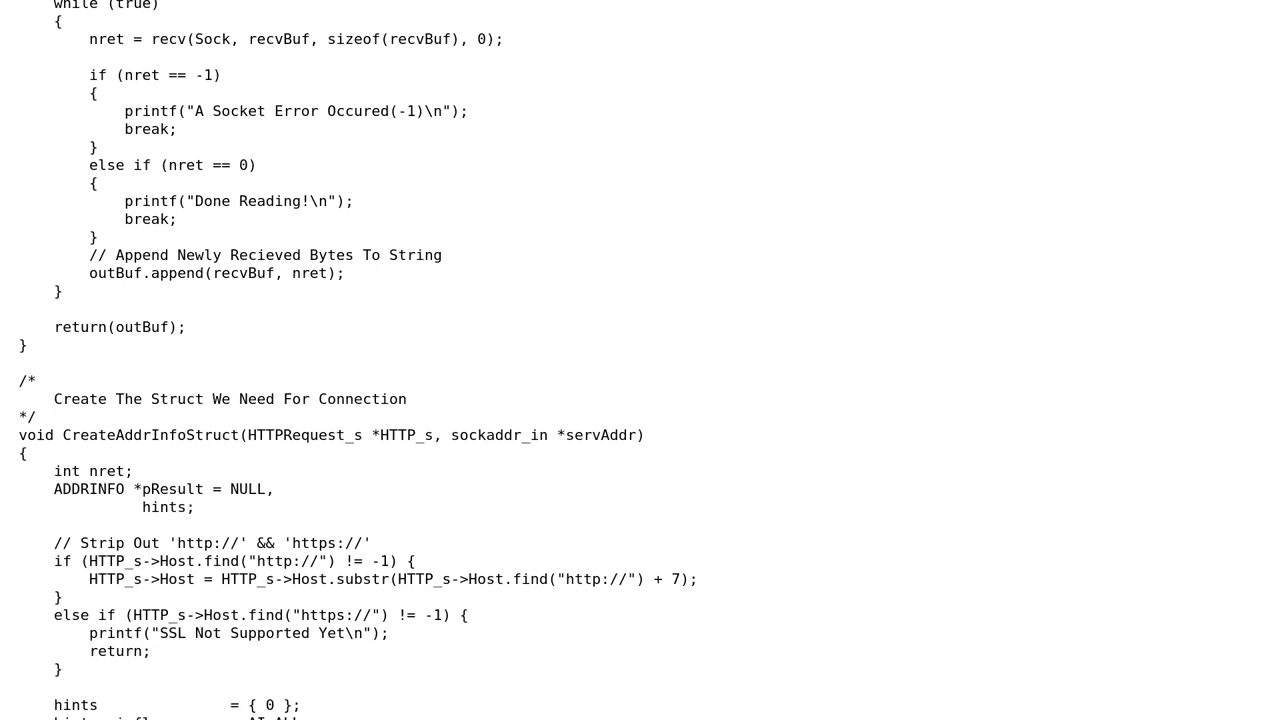 while (true)
{
nret = recv(Sock, recvBuf, sizeof(recvBuf), 0);
if (nret == -1)
{
printf("A Socket Error Occured(-1)\n");
break;
}
else if (nret == 0)
{
printf("Done Reading!\n");
break;
}
// Append Newly Recieved Bytes To String
outBuf.append(recvBuf, nret);
}
return(outBuf);
}
/*
Create The Struct We Need For Connection
*/
void CreateAddrInfoStruct(HTTPRequest_s *HTTP_s, sockaddr_in *servAddr)
{
int nret;
ADDRINFO *pResult = NULL,
hints;
// Strip Out 'http://' && 'https://'
if (HTTP_s->Host.find("http://") != -1) {
HTTP_s->Host = HTTP_s->Host.substr(HTTP_s->Host.find("http://") + 7);
}
else if (HTTP_s->Host.find("https://") != -1) {
printf("SSL Not Supported Yet\n");
return;
}
hints = { 0 };